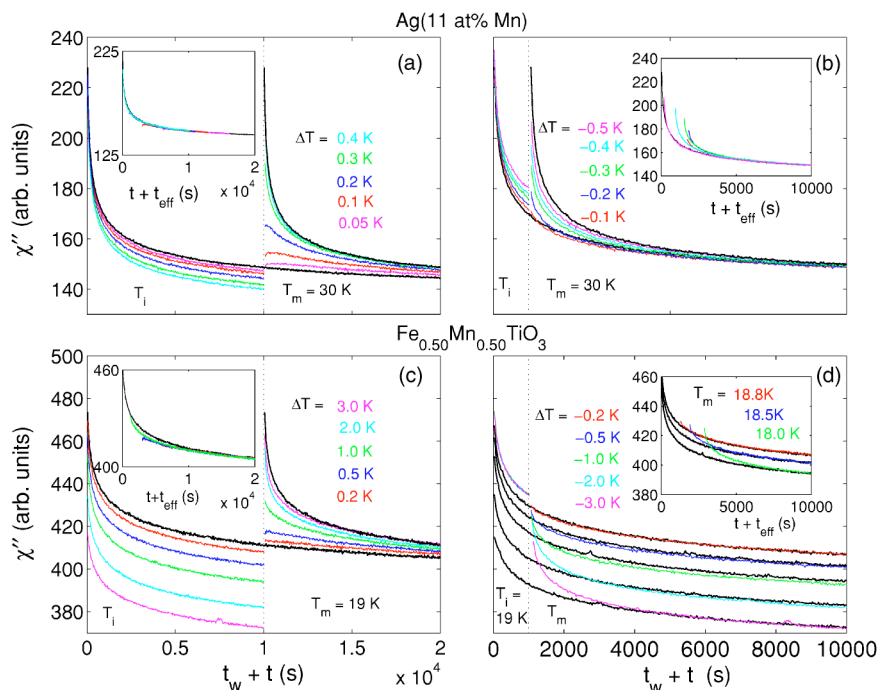 Ag(11 at% Mn)
240
220
200
180
160
140
χ″ (arb. units)
225
125
0 1 2
t + t_eff (s) x 10^4
(a)
ΔT = 0.4 K
0.3 K
0.2 K
0.1 K
0.05 K
T_i
T_m = 30 K
(b)
ΔT = −0.5 K
−0.4 K
−0.3 K
−0.2 K
−0.1 K
240
220
200
180
160
140
0 5000 10000
t + t_eff (s)
T_i
T_m = 30 K
Fe_0.50Mn_0.50TiO_3
500
480
460
440
420
400
380
χ″ (arb. units)
460
400
0 1 2
t+t_eff (s) x 10^4
(c)
ΔT = 3.0 K
2.0 K
1.0 K
0.5 K
0.2 K
T_i
T_m = 19 K
0 0.5 1 1.5 2
t_w + t (s) x 10^4
(d)
ΔT = −0.2 K
−0.5 K
−1.0 K
−2.0 K
−3.0 K
460
440
420
400
380
T_m = 18.8K
18.5K
18.0 K
0 5000 10000
t + t_eff (s)
T_i =
19 K
T_m
0 2000 4000 6000 8000 10000
t_w + t (s)